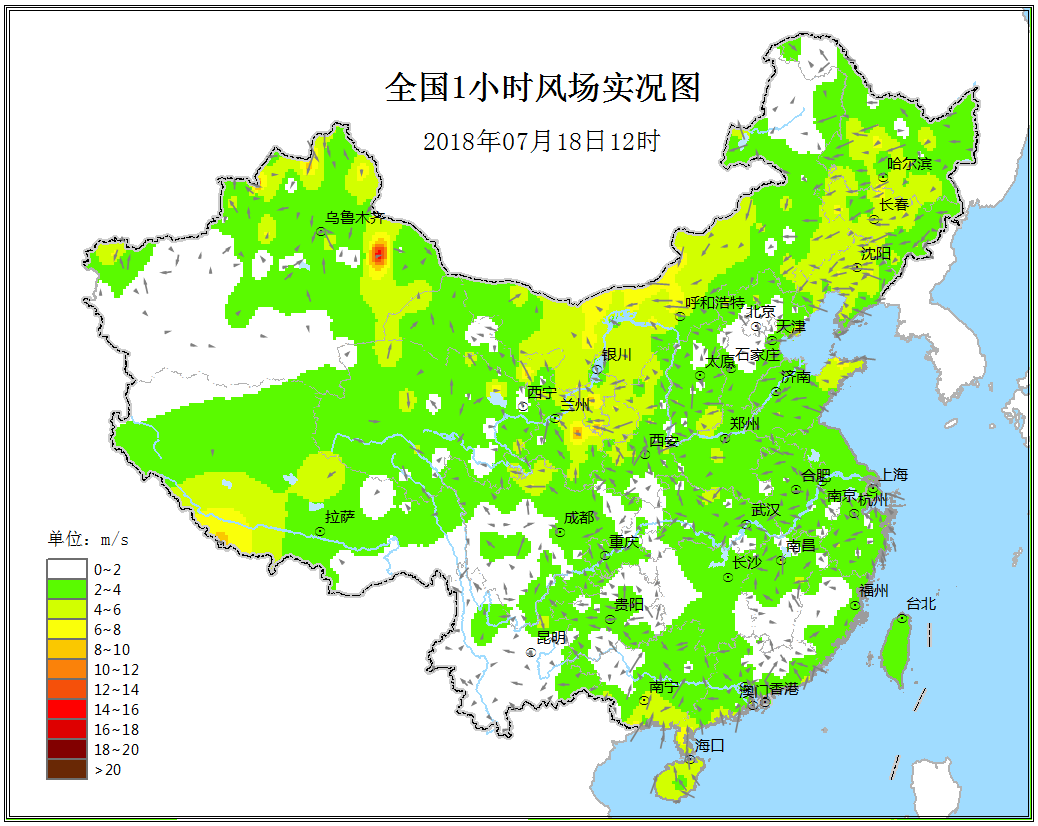 全国1小时风场实况图
2018年07月18日12时
哈尔滨
长春
乌鲁木齐
沈阳
呼和浩特
北京
天津
银川
太原
石家庄
济南
西宁
兰州
郑州
西安
合肥
上海
南京
杭州
拉萨
成都
武汉
重庆
南昌
长沙
贵阳
福州
台北
昆明
南宁
澳门
香港
海口
单位：m/s
0~2
2~4
4~6
6~8
8~10
10~12
12~14
14~16
16~18
18~20
>20